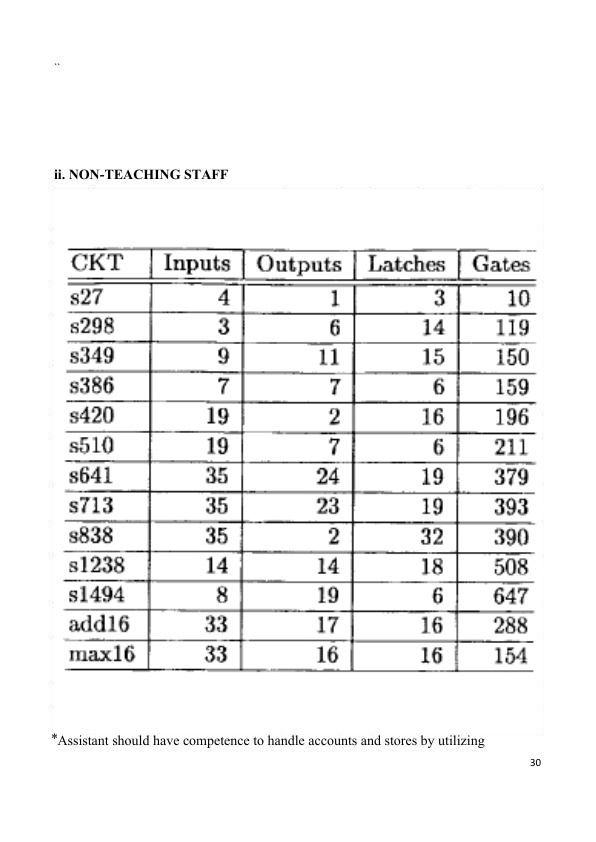 ``
ii. NON-TEACHING STAFF
CKT Inputs Outputs Latches Gates
s27 4 1 3 10
s298 3 6 14 119
s349 9 11 15 150
s386 7 7 6 159
s420 19 2 16 196
s510 19 7 6 211
s641 35 24 19 379
s713 35 23 19 393
s838 35 2 32 390
s1238 14 14 18 508
s1494 8 19 6 647
add16 33 17 16 288
max16 33 16 16 154
*Assistant should have competence to handle accounts and stores by utilizing
30